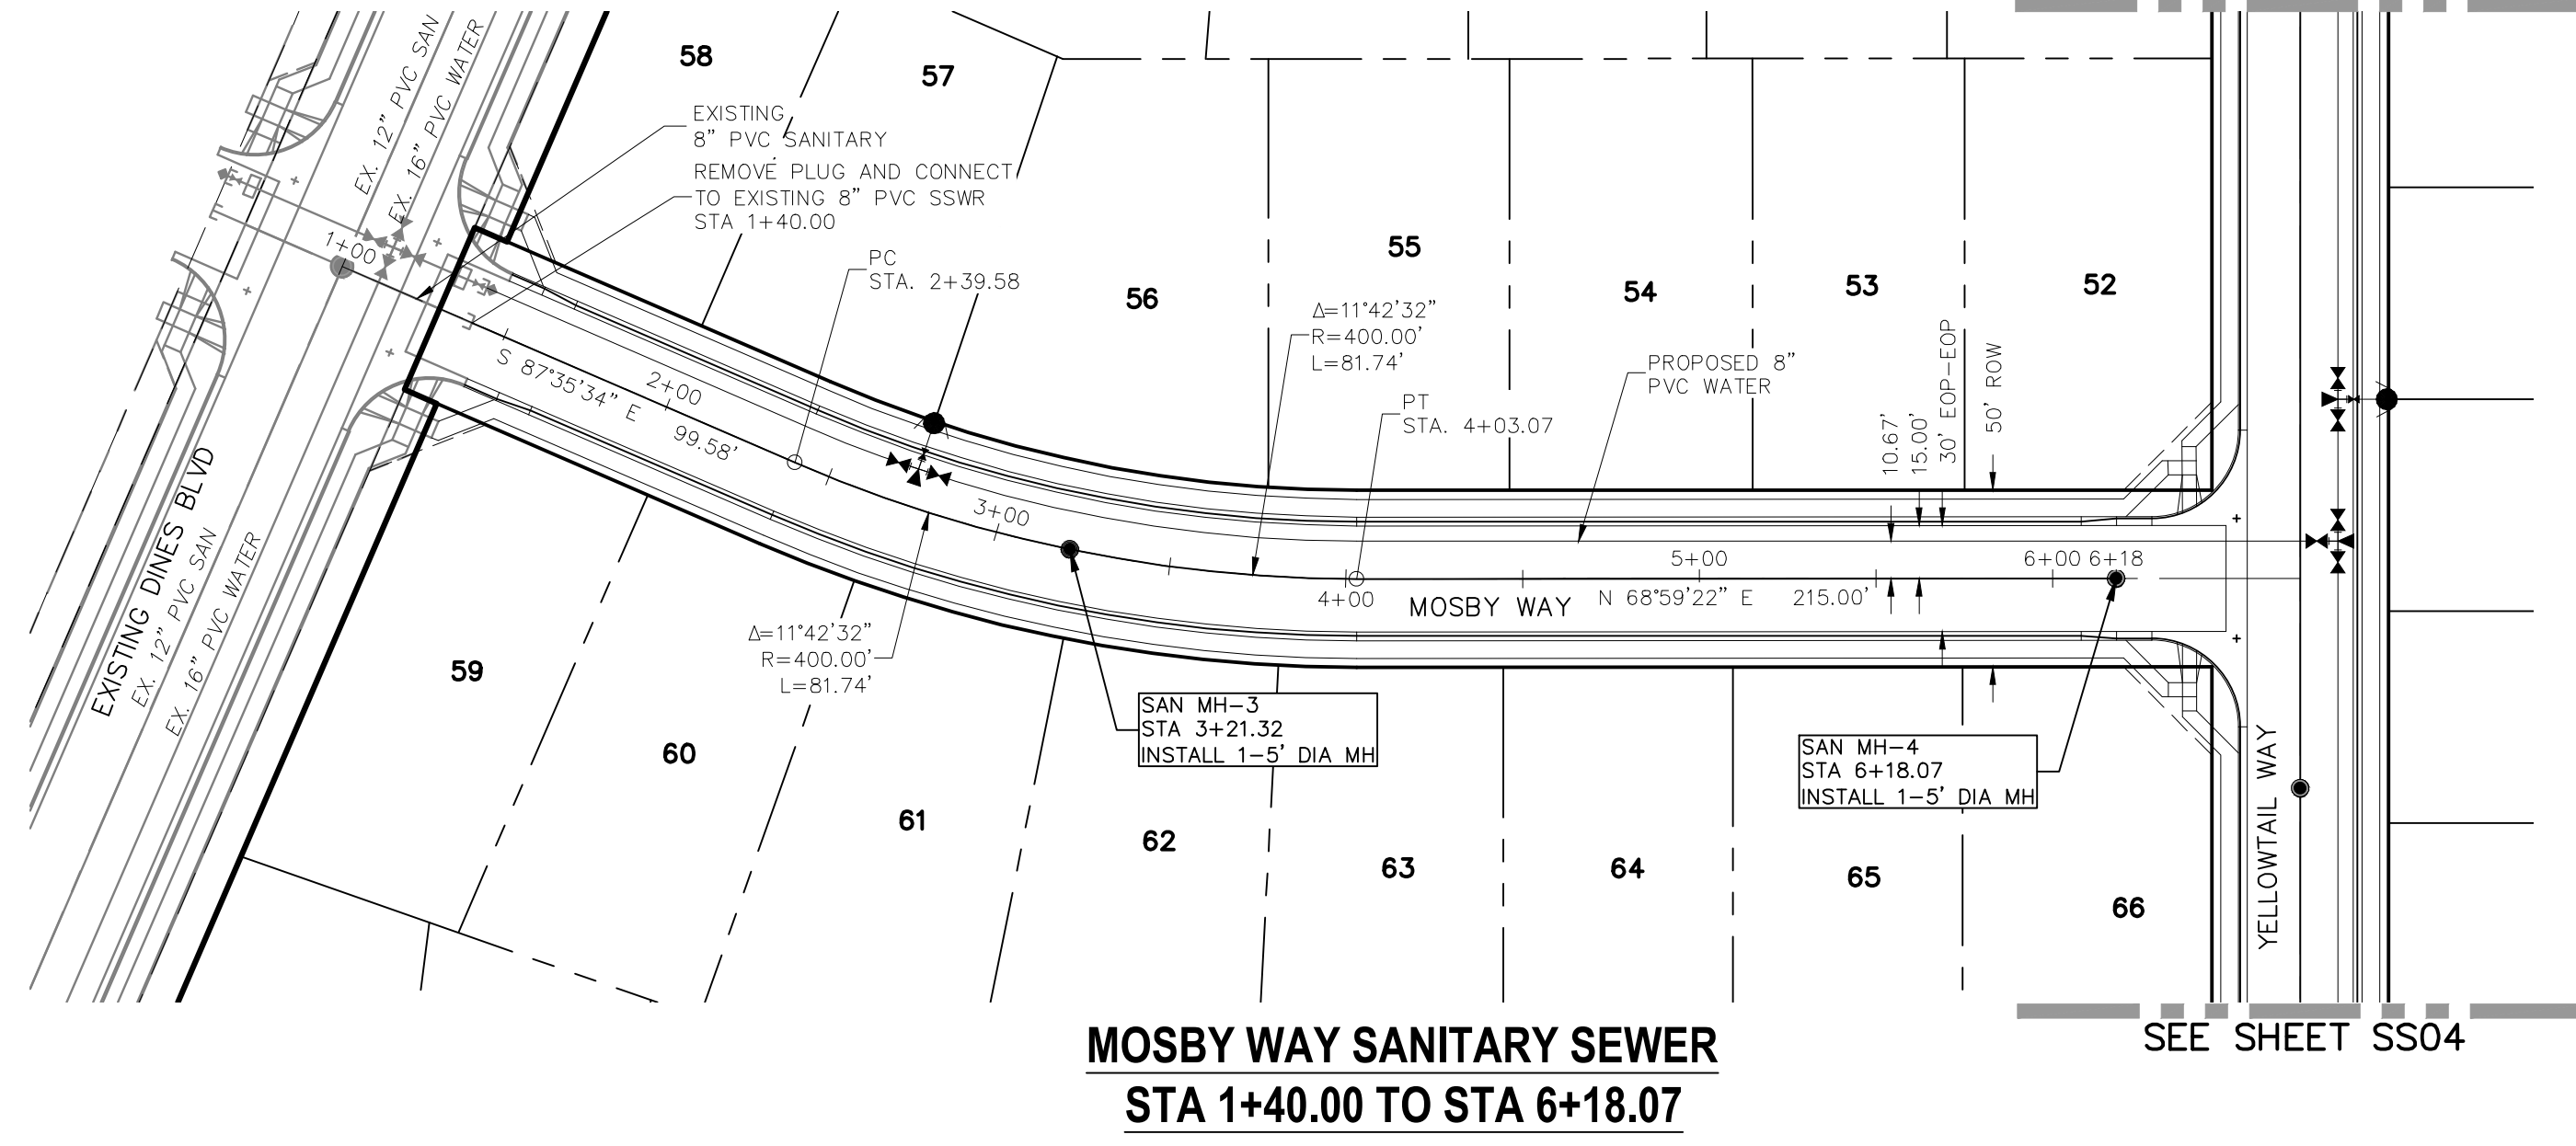 58
57
EX. 12" PVC SAN
EX. 16" PVC WATER
EXISTING
8" PVC SANITARY
REMOVE PLUG AND CONNECT
TO EXISTING 8" PVC SSWR
STA 1+40.00
1+00
PC
STA. 2+39.58
56
55
54
53
52
Δ=11°42'32"
R=400.00'
L=81.74'
PROPOSED 8"
PVC WATER
10.67'
15.00'
30' EOP-EOP
50' ROW
S 87°35'34" E 99.58'
2+00
PT
STA. 4+03.07
3+00
4+00
5+00
6+00 6+18
MOSBY WAY
N 68°59'22" E 215.00'
EXISTING DINES BLVD
EX. 12" PVC SAN
EX. 16" PVC WATER
Δ=11°42'32"
R=400.00'
L=81.74'
SAN MH-3
STA 3+21.32
INSTALL 1-5' DIA MH
SAN MH-4
STA 6+18.07
INSTALL 1-5' DIA MH
YELLOWTAIL WAY
59
60
61
62
63
64
65
66
SEE SHEET SS04
MOSBY WAY SANITARY SEWER
STA 1+40.00 TO STA 6+18.07